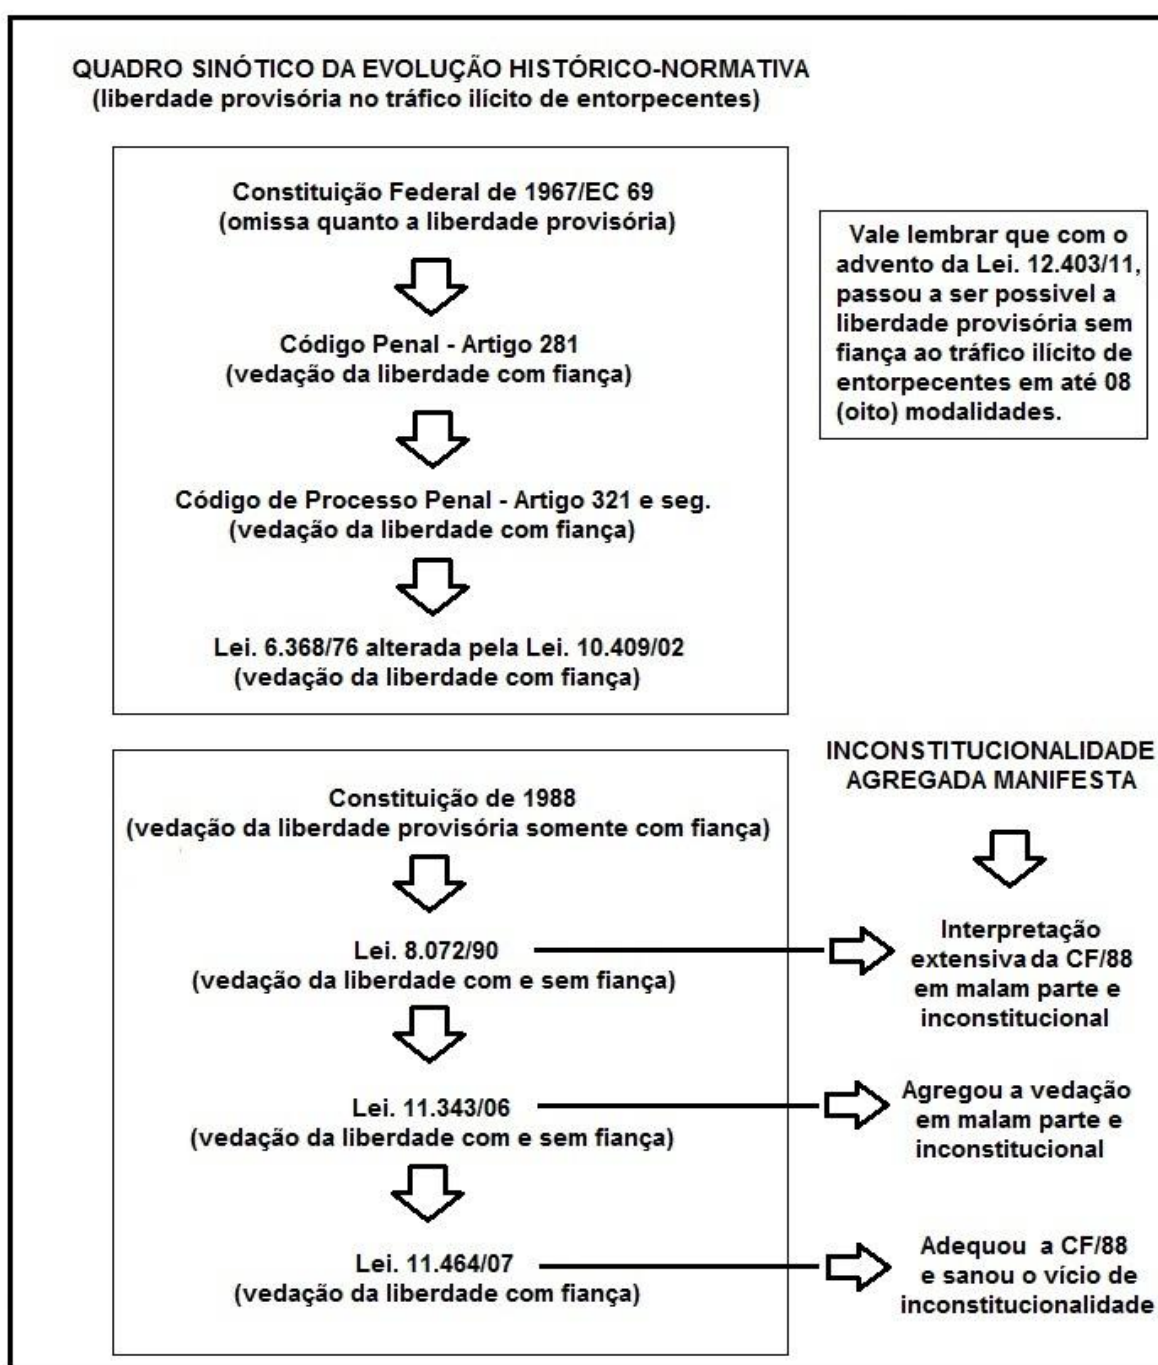 QUADRO SINÓTICO DA EVOLUÇÃO HISTÓRICO-NORMATIVA
(liberdade provisória no tráfico ilícito de entorpecentes)
Constituição Federal de 1967/EC 69
(omissa quanto a liberdade provisória)
Código Penal - Artigo 281
(vedação da liberdade com fiança)
Código de Processo Penal - Artigo 321 e seg.
(vedação da liberdade com fiança)
Lei. 6.368/76 alterada pela Lei. 10.409/02
(vedação da liberdade com fiança)
Vale lembrar que com o
advento da Lei. 12.403/11,
passou a ser possivel a
liberdade provisória sem
fiança ao tráfico ilícito de
entorpecentes em até 08
(oito) modalidades.
Constituição de 1988
(vedação da liberdade provisória somente com fiança)
Lei. 8.072/90
(vedação da liberdade com e sem fiança)
Lei. 11.343/06
(vedação da liberdade com e sem fiança)
Lei. 11.464/07
(vedação da liberdade com fiança)
INCONSTITUCIONALIDADE
AGREGADA MANIFESTA
Interpretação
extensiva da CF/88
em malam parte e
inconstitucional
Agregou a vedação
em malam parte e
inconstitucional
Adequou a CF/88
e sanou o vício de
inconstitucionalidade